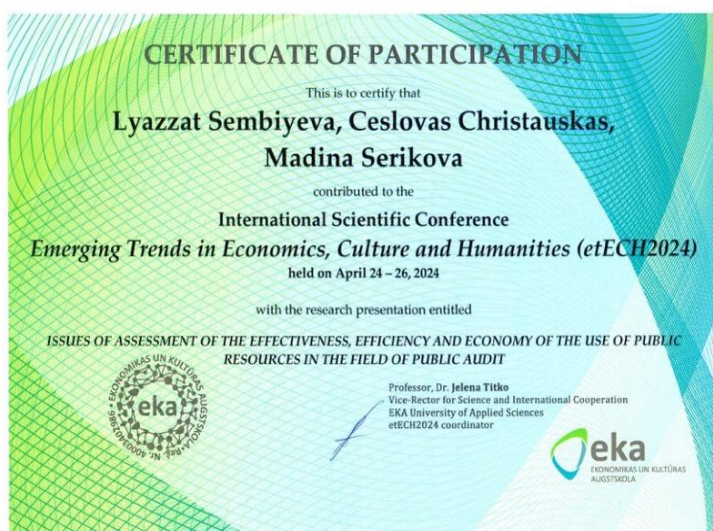 CERTIFICATE OF PARTICIPATION
This is to certify that
Lyazzat Sembiyeva, Ceslovas Christauskas,
Madina Serikova
contributed to the
International Scientific Conference
Emerging Trends in Economics, Culture and Humanities (etECH2024)
held on April 24 – 26, 2024
with the research presentation entitled
ISSUES OF ASSESSMENT OF THE EFFECTIVENESS, EFFICIENCY AND ECONOMY OF THE USE OF PUBLIC
RESOURCES IN THE FIELD OF PUBLIC AUDIT
EKONOMIKAS UN KULTŪRAS AUGSTSKOLA • Reģ. Nr. 40003402986 •
eka
Professor, Dr. Jelena Titko
Vice-Rector for Science and International Cooperation
EKA University of Applied Sciences
etECH2024 coordinator
eka
EKONOMIKAS UN KULTŪRAS
AUGSTSKOLA